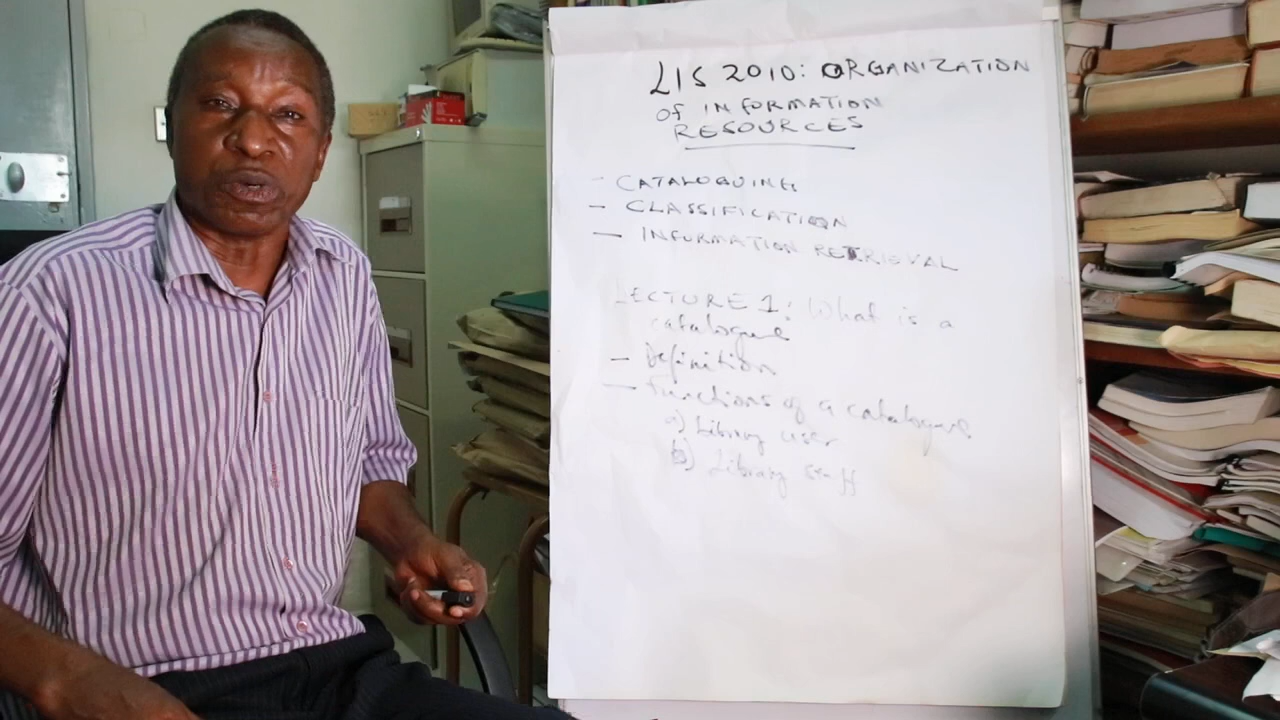 LIS 2010: ORGANIZATION
OF INFORMATION
RESOURCES
- CATALOGUING
- CLASSIFICATION
- INFORMATION RETRIEVAL
LECTURE 1: What is a
catalogue
- Definition
- Functions of a catalogue
a) Library user
b) Library staff